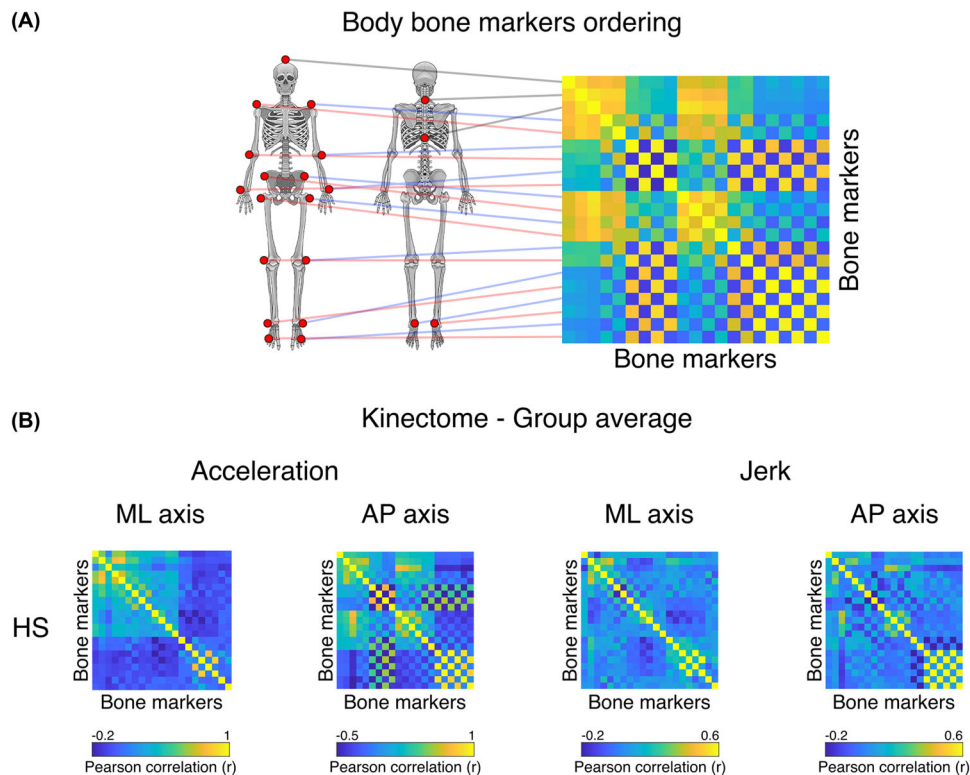 (A)
Body bone markers ordering
Bone markers
Bone markers
(B)
Kinectome - Group average
Acceleration
Jerk
ML axis
AP axis
ML axis
AP axis
HS
Bone markers
Bone markers
Bone markers
Bone markers
Bone markers
Bone markers
Bone markers
Bone markers
-0.2 1
-0.5 1
-0.2 0.6
-0.2 0.6
Pearson correlation (r)
Pearson correlation (r)
Pearson correlation (r)
Pearson correlation (r)